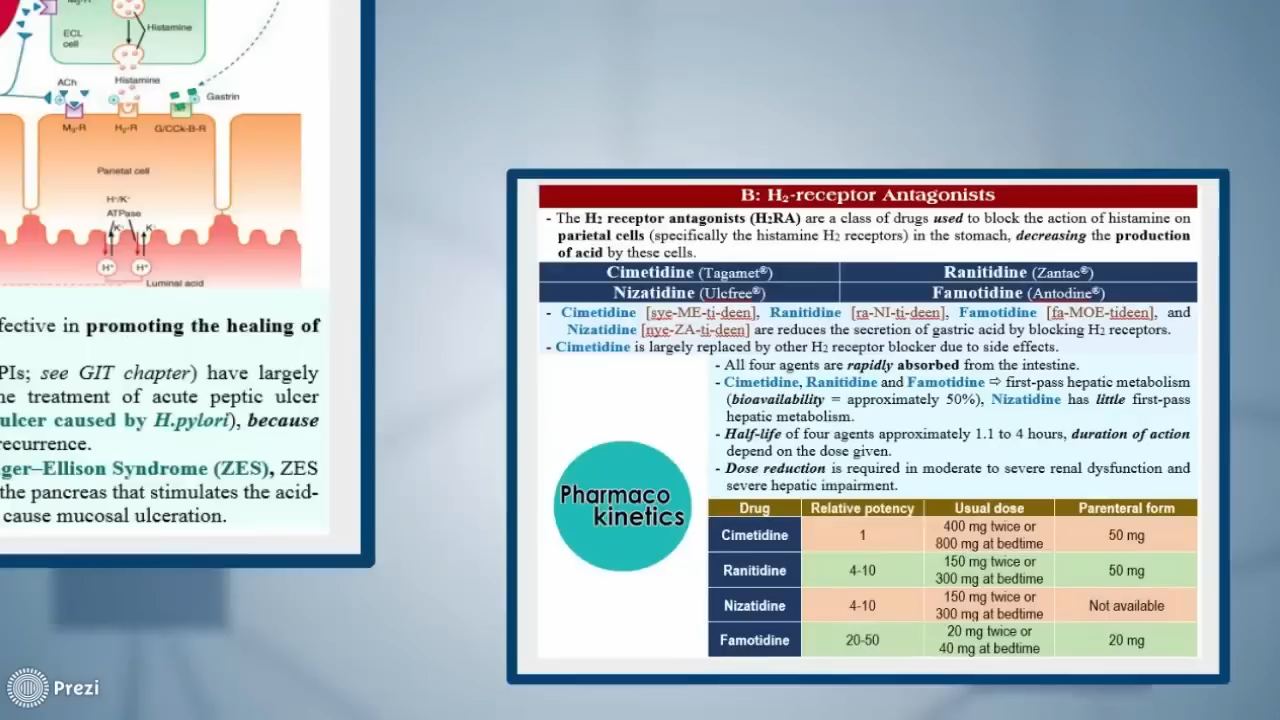 M₃-R
Histamine
ECL
cell
ACh
Histamine
Gastrin
M₃-R
H₂-R
G/CCk-B-R
Parietal cell
H⁺/K⁺
ATPase
K⁺
K⁺
H⁺
H⁺
Luminal acid
ffective in promoting the healing of
PIs; see GIT chapter) have largely
he treatment of acute peptic ulcer
ulcer caused by H.pylori), because
recurrence.
ger–Ellison Syndrome (ZES), ZES
the pancreas that stimulates the acid-
cause mucosal ulceration.
B: H₂-receptor Antagonists
- The H₂ receptor antagonists (H₂RA) are a class of drugs used to block the action of histamine on
parietal cells (specifically the histamine H₂ receptors) in the stomach, decreasing the production
of acid by these cells.
Cimetidine (Tagamet®) Ranitidine (Zantac®)
Nizatidine (Ulcfree®) Famotidine (Antodine®)
- Cimetidine [sye-ME-ti-deen], Ranitidine [ra-NI-ti-deen], Famotidine [fa-MOE-tideen], and
Nizatidine [nye-ZA-ti-deen] are reduces the secretion of gastric acid by blocking H₂ receptors.
- Cimetidine is largely replaced by other H₂ receptor blocker due to side effects.
Pharmaco
kinetics
- All four agents are rapidly absorbed from the intestine.
- Cimetidine, Ranitidine and Famotidine ⇨ first-pass hepatic metabolism
(bioavailability = approximately 50%), Nizatidine has little first-pass
hepatic metabolism.
- Half-life of four agents approximately 1.1 to 4 hours, duration of action
depend on the dose given.
- Dose reduction is required in moderate to severe renal dysfunction and
severe hepatic impairment.
Drug Relative potency Usual dose Parenteral form
Cimetidine 1 400 mg twice or 50 mg
800 mg at bedtime
Ranitidine 4-10 150 mg twice or 50 mg
300 mg at bedtime
Nizatidine 4-10 150 mg twice or Not available
300 mg at bedtime
Famotidine 20-50 20 mg twice or 20 mg
40 mg at bedtime
Prezi